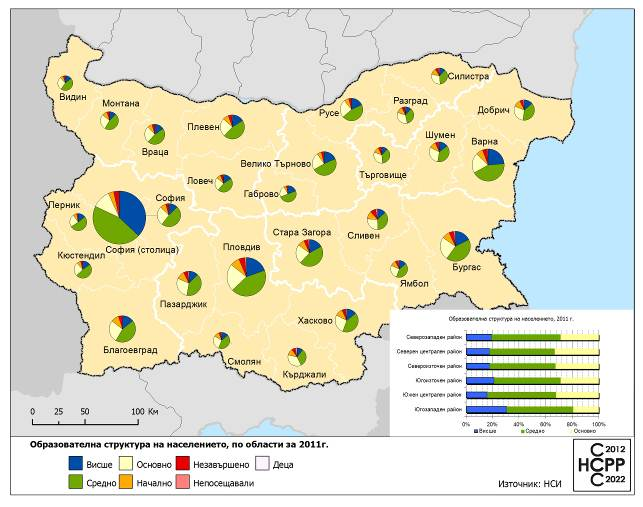 Видин
Монтана
Враца
Плевен
Русе
Разград
Силистра
Добрич
Шумен
Варна
Търговище
Велико Търново
Ловеч
Габрово
Перник
София
София (столица)
Кюстендил
Пловдив
Стара Загора
Сливен
Бургас
Ямбол
Пазарджик
Хасково
Благоевград
Смолян
Кърджали
0 25 50 100 Км
Образователна структура на населението, 2011 г.
Северозападен район
Северен централен район
Североизточен район
Югоизточен район
Южен централен район
Югозападен район
0% 20% 40% 60% 80% 100%
Висше Средно Основно
Образователна структура на населението, по области за 2011г.
Висше Основно Незавършено Деца
Средно Начално Непосещавали
Източник: НСИ
C 2012
НСРР
C 2022